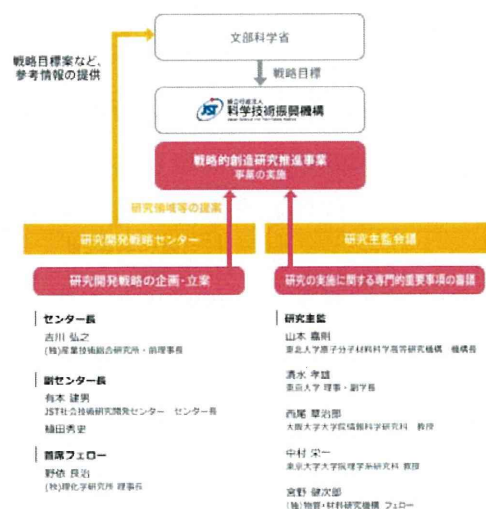 文部科学省
戦略目標案など、
参考情報の提供
戦略目標
JST
独立行政法人
科学技術振興機構
戦略的創造研究推進事業
事業の実施
研究領域等の提案
研究開発戦略センター
研究主監会議
研究開発戦略の企画・立案
研究の実施に関する専門的重要事項の審議
センター長
吉川 弘之
(独)産業技術総合研究所・前理事長
副センター長
有本 建男
JST社会技術研究開発センター センター長
植田秀史
首席フェロー
野依 良治
(独)理化学研究所 理事長
研究主監
山本 嘉則
東北大学原子分子材料科学高等研究機構 機構長
清水 孝雄
東京大学 理事・副学長
西尾 章治郎
大阪大学大学院情報科学研究科 教授
中村 栄一
東京大学大学院理学系研究科 教授
宮野 健次郎
(独)物質・材料研究機構 フェロー